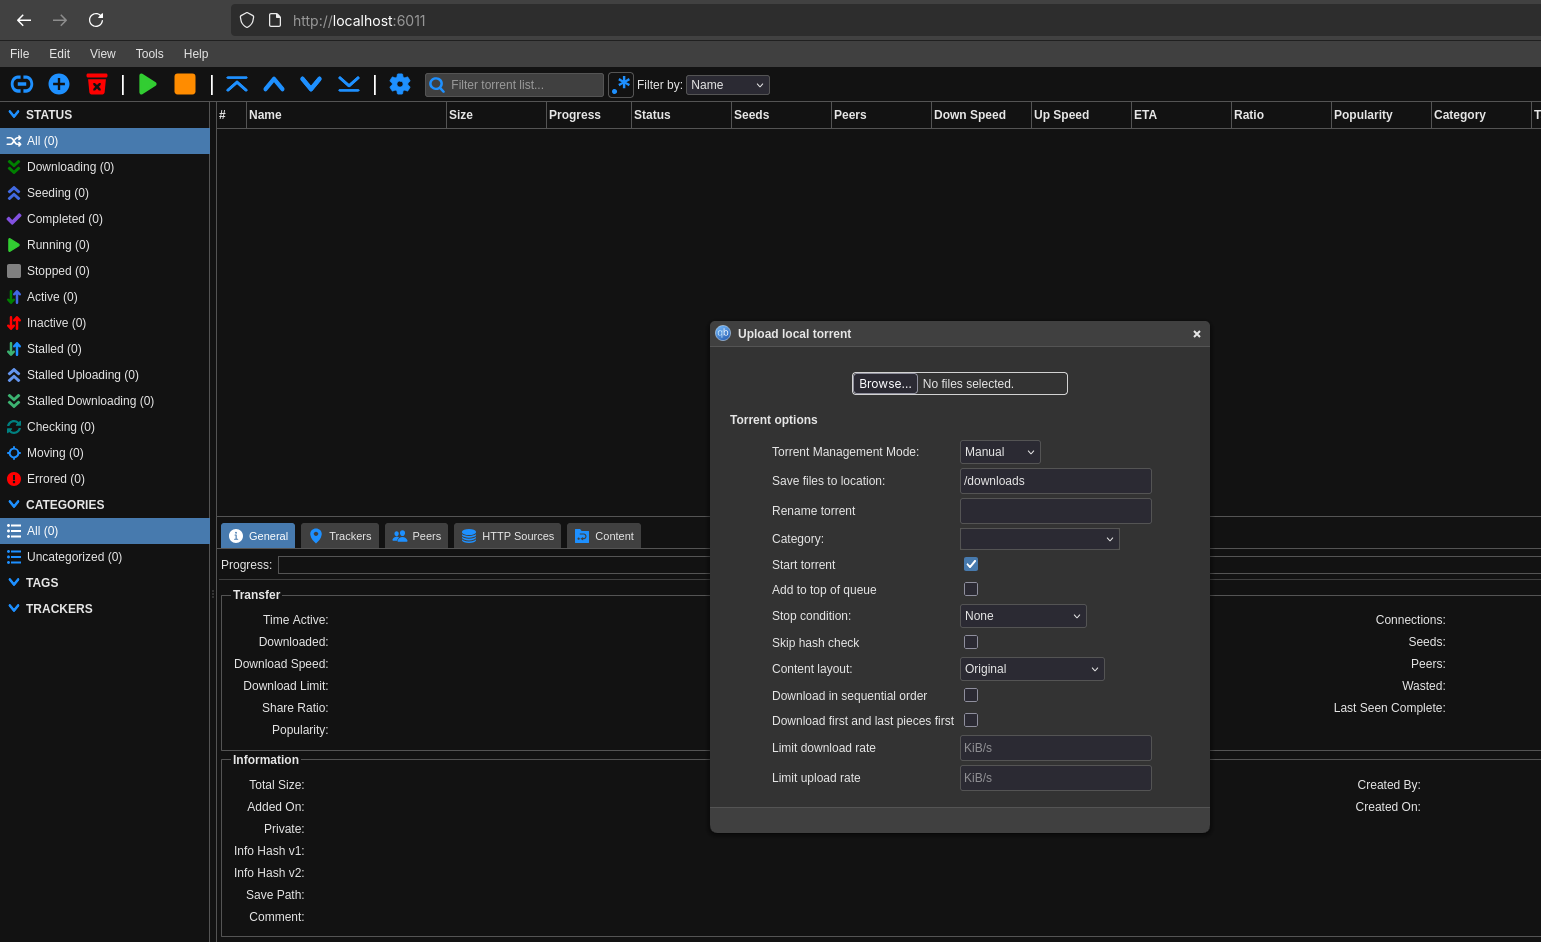 http://localhost:6011
File Edit View Tools Help
Filter torrent list... .* Filter by: Name
STATUS
All (0)
Downloading (0)
Seeding (0)
Completed (0)
Running (0)
Stopped (0)
Active (0)
Inactive (0)
Stalled (0)
Stalled Uploading (0)
Stalled Downloading (0)
Checking (0)
Moving (0)
Errored (0)
CATEGORIES
All (0)
Uncategorized (0)
TAGS
TRACKERS
# Name Size Progress Status Seeds Peers Down Speed Up Speed ETA Ratio Popularity Category T
qb Upload local torrent
Browse... No files selected.
Torrent options
Torrent Management Mode: Manual
Save files to location: /downloads
Rename torrent
Category:
Start torrent
Add to top of queue
Stop condition: None
Skip hash check
Content layout: Original
Download in sequential order
Download first and last pieces first
Limit download rate KiB/s
Limit upload rate KiB/s
General Trackers Peers HTTP Sources Content
Progress:
Transfer
Time Active:
Downloaded:
Download Speed:
Download Limit:
Share Ratio:
Popularity:
Connections:
Seeds:
Peers:
Wasted:
Last Seen Complete:
Information
Total Size:
Added On:
Private:
Info Hash v1:
Info Hash v2:
Save Path:
Comment:
Created By:
Created On: